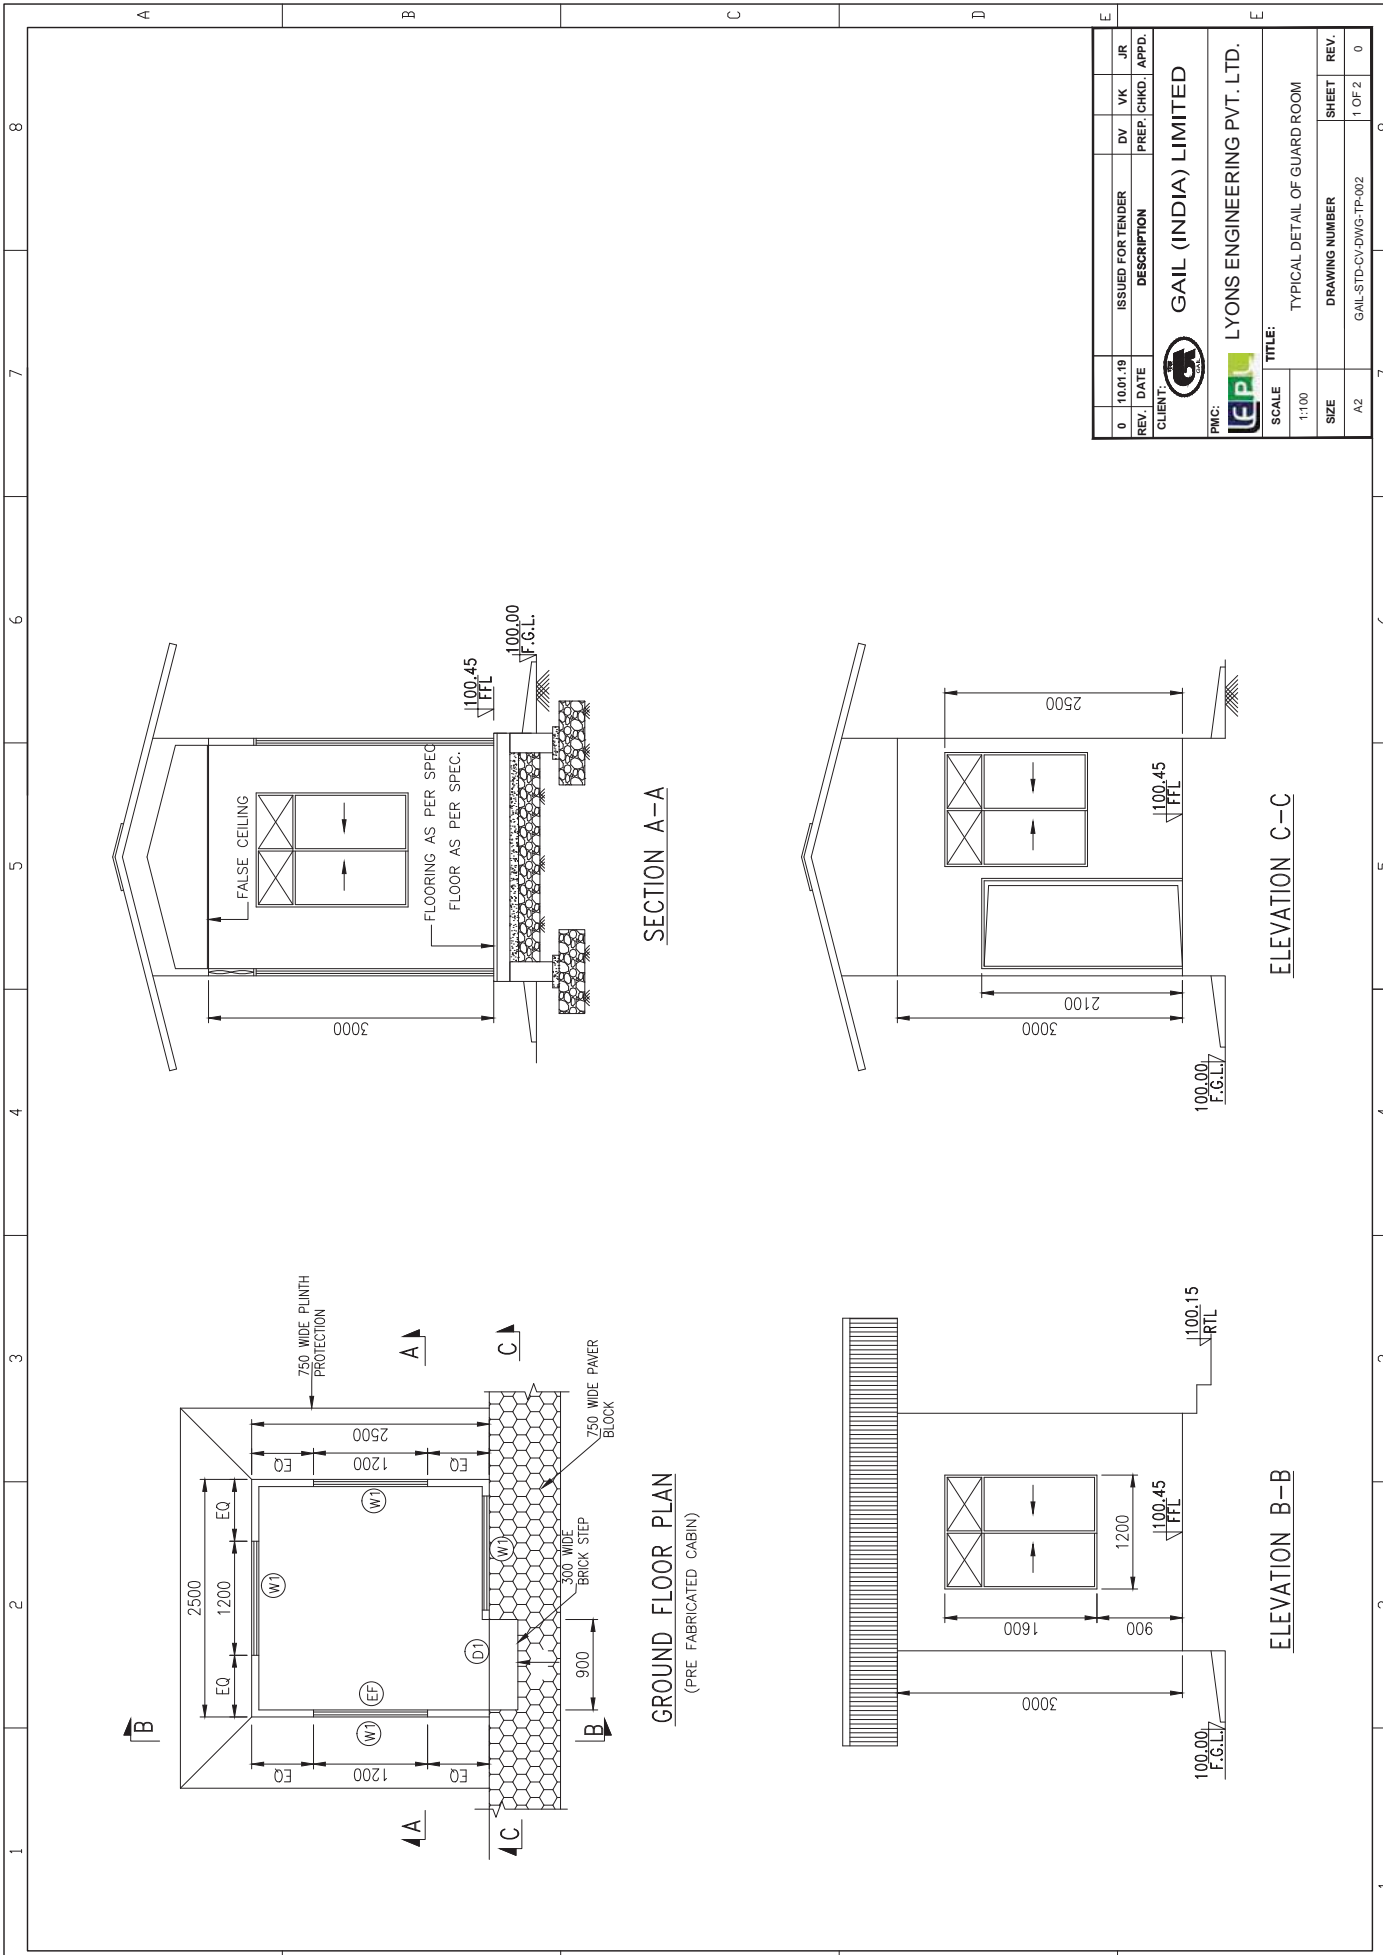 1
2
3
4
5
6
7
8
A
B
C
D
E
E
B
A
C
2500
EQ
1200
EQ
W1
EQ
1200
EQ
W1
EF
D1
W1
W1
EQ
1200
EQ
2500
900
300 WIDE
BRICK STEP
750 WIDE PLINTH
PROTECTION
750 WIDE PAVER
BLOCK
A
C
B
GROUND FLOOR PLAN
(PRE FABRICATED CABIN)
FALSE CEILING
3000
FLOORING AS PER SPEC
FLOOR AS PER SPEC.
100.45
FFL
100.00
F.G.L.
SECTION A-A
3000
1600
900
1200
100.45
FFL
100.15
RTL
100.00
F.G.L.
ELEVATION B-B
3000
2100
2500
100.45
FFL
100.00
F.G.L.
ELEVATION C-C
0 10.01.19 ISSUED FOR TENDER DV VK JR
REV. DATE DESCRIPTION PREP. CHKD. APPD.
CLIENT:
GAIL
GAIL (INDIA) LIMITED
PMC:
LEPL
LYONS ENGINEERING PVT. LTD.
SCALE TITLE:
1:100 TYPICAL DETAIL OF GUARD ROOM
SIZE DRAWING NUMBER SHEET REV.
A2 GAIL-STD-CV-DWG-TP-002 1 OF 2 0